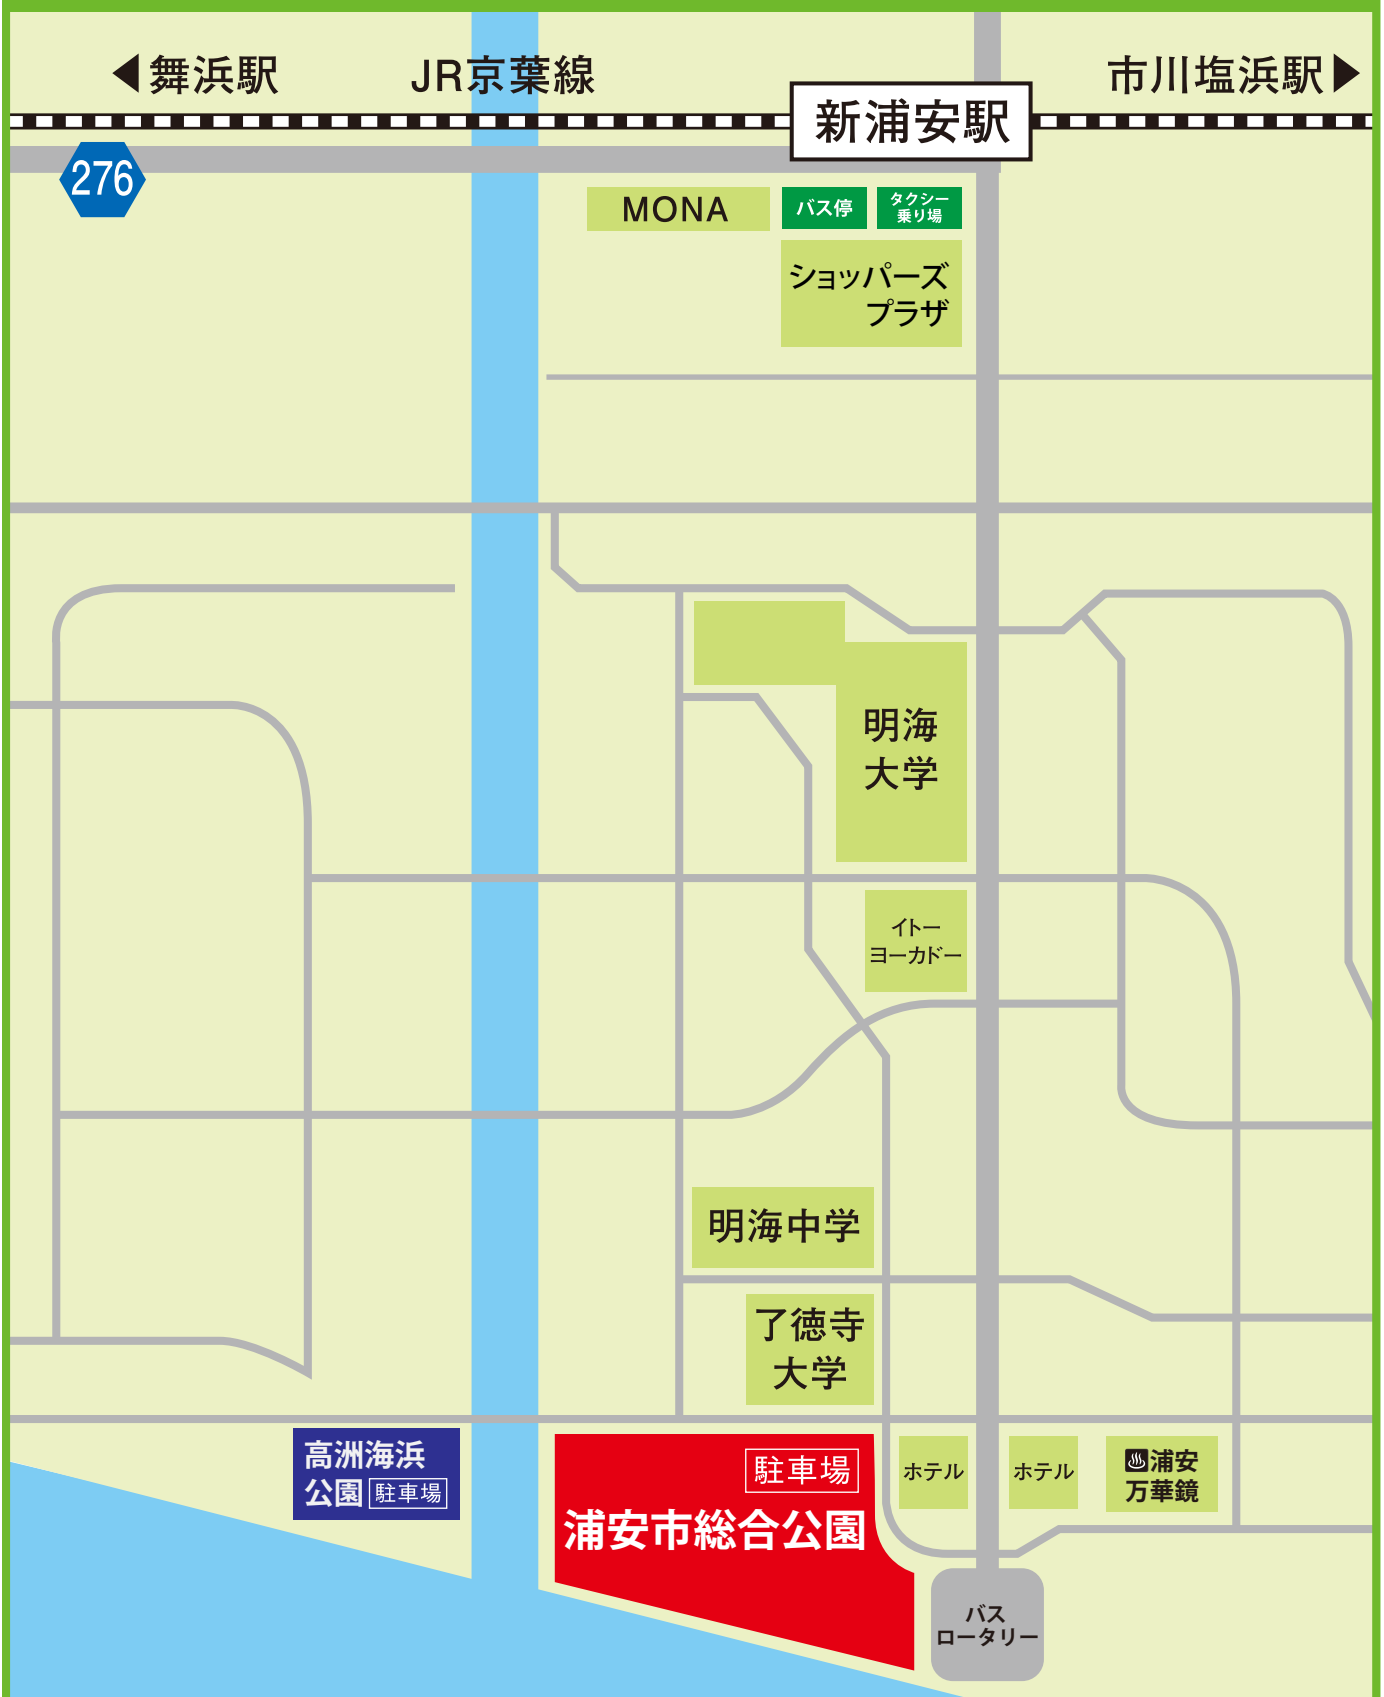 舞浜駅
JR京葉線
市川塩浜駅
新浦安駅
276
MONA
バス停
タクシー
乗り場
ショッパーズ
プラザ
明海
大学
イトー
ヨーカドー
明海中学
了徳寺
大学
高洲海浜
公園 駐車場
駐車場
浦安市総合公園
ホテル
ホテル
浦安
万華鏡
バス
ロータリー